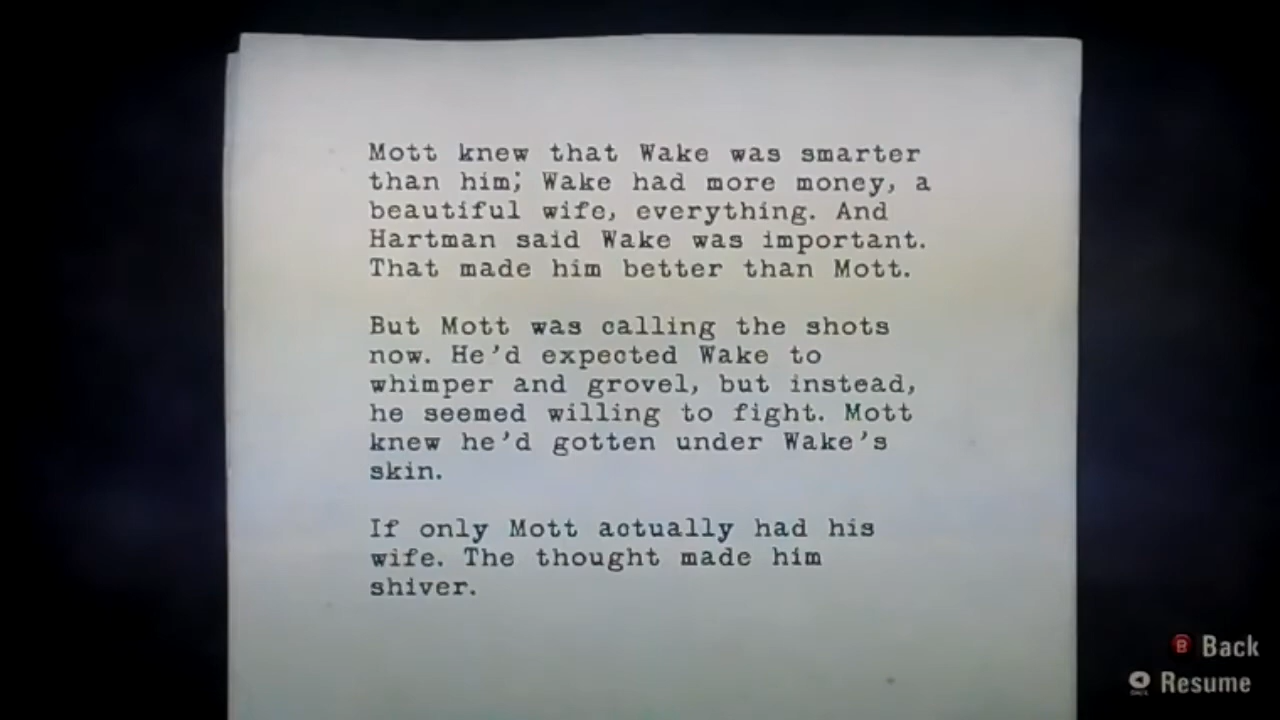 Mott knew that Wake was smarter
than him; Wake had more money, a
beautiful wife, everything. And
Hartman said Wake was important.
That made him better than Mott.
But Mott was calling the shots
now. He'd expected Wake to
whimper and grovel, but instead,
he seemed willing to fight. Mott
knew he'd gotten under Wake's
skin.
If only Mott actually had his
wife. The thought made him
shiver.
B Back
Resume